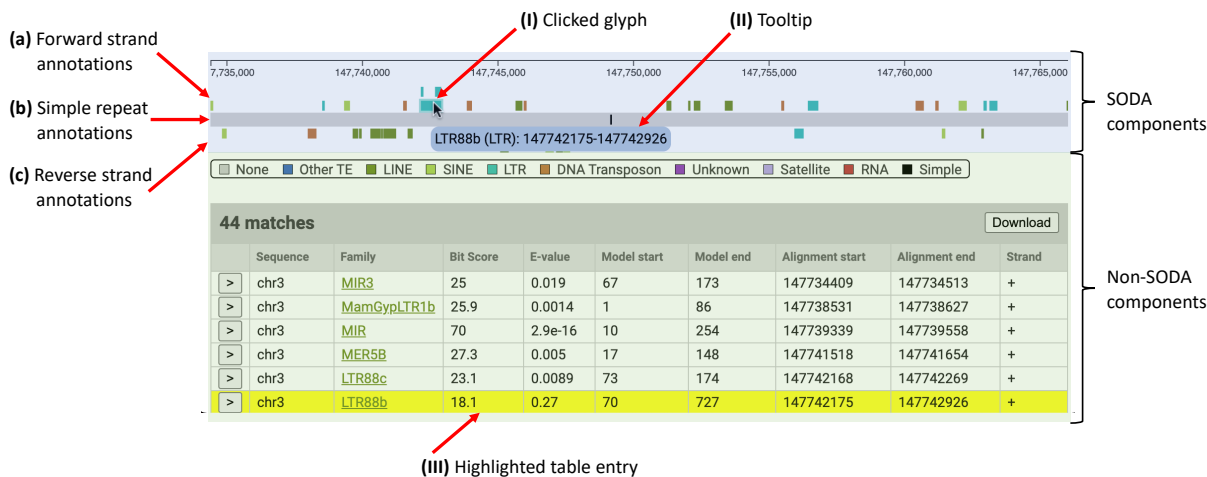 (I) Clicked glyph
(II) Tooltip
(a) Forward strand
annotations
7,735,000 147,740,000 147,745,000 147,750,000 147,755,000 147,760,000 147,765,000
(b) Simple repeat
annotations
SODA
components
LTR88b (LTR): 147742175-147742926
(c) Reverse strand
annotations
None Other TE LINE SINE LTR DNA Transposon Unknown Satellite RNA Simple
44 matches Download
Sequence Family Bit Score E-value Model start Model end Alignment start Alignment end Strand
> chr3 MIR3 25 0.019 67 173 147734409 147734513 +
> chr3 MamGypLTR1b 25.9 0.0014 1 86 147738531 147738627 +
> chr3 MIR 70 2.9e-16 10 254 147739339 147739558 +
> chr3 MER5B 27.3 0.005 17 148 147741518 147741654 +
> chr3 LTR88c 23.1 0.0089 73 174 147742168 147742269 +
> chr3 LTR88b 18.1 0.27 70 727 147742175 147742926 +
Non-SODA
components
(III) Highlighted table entry